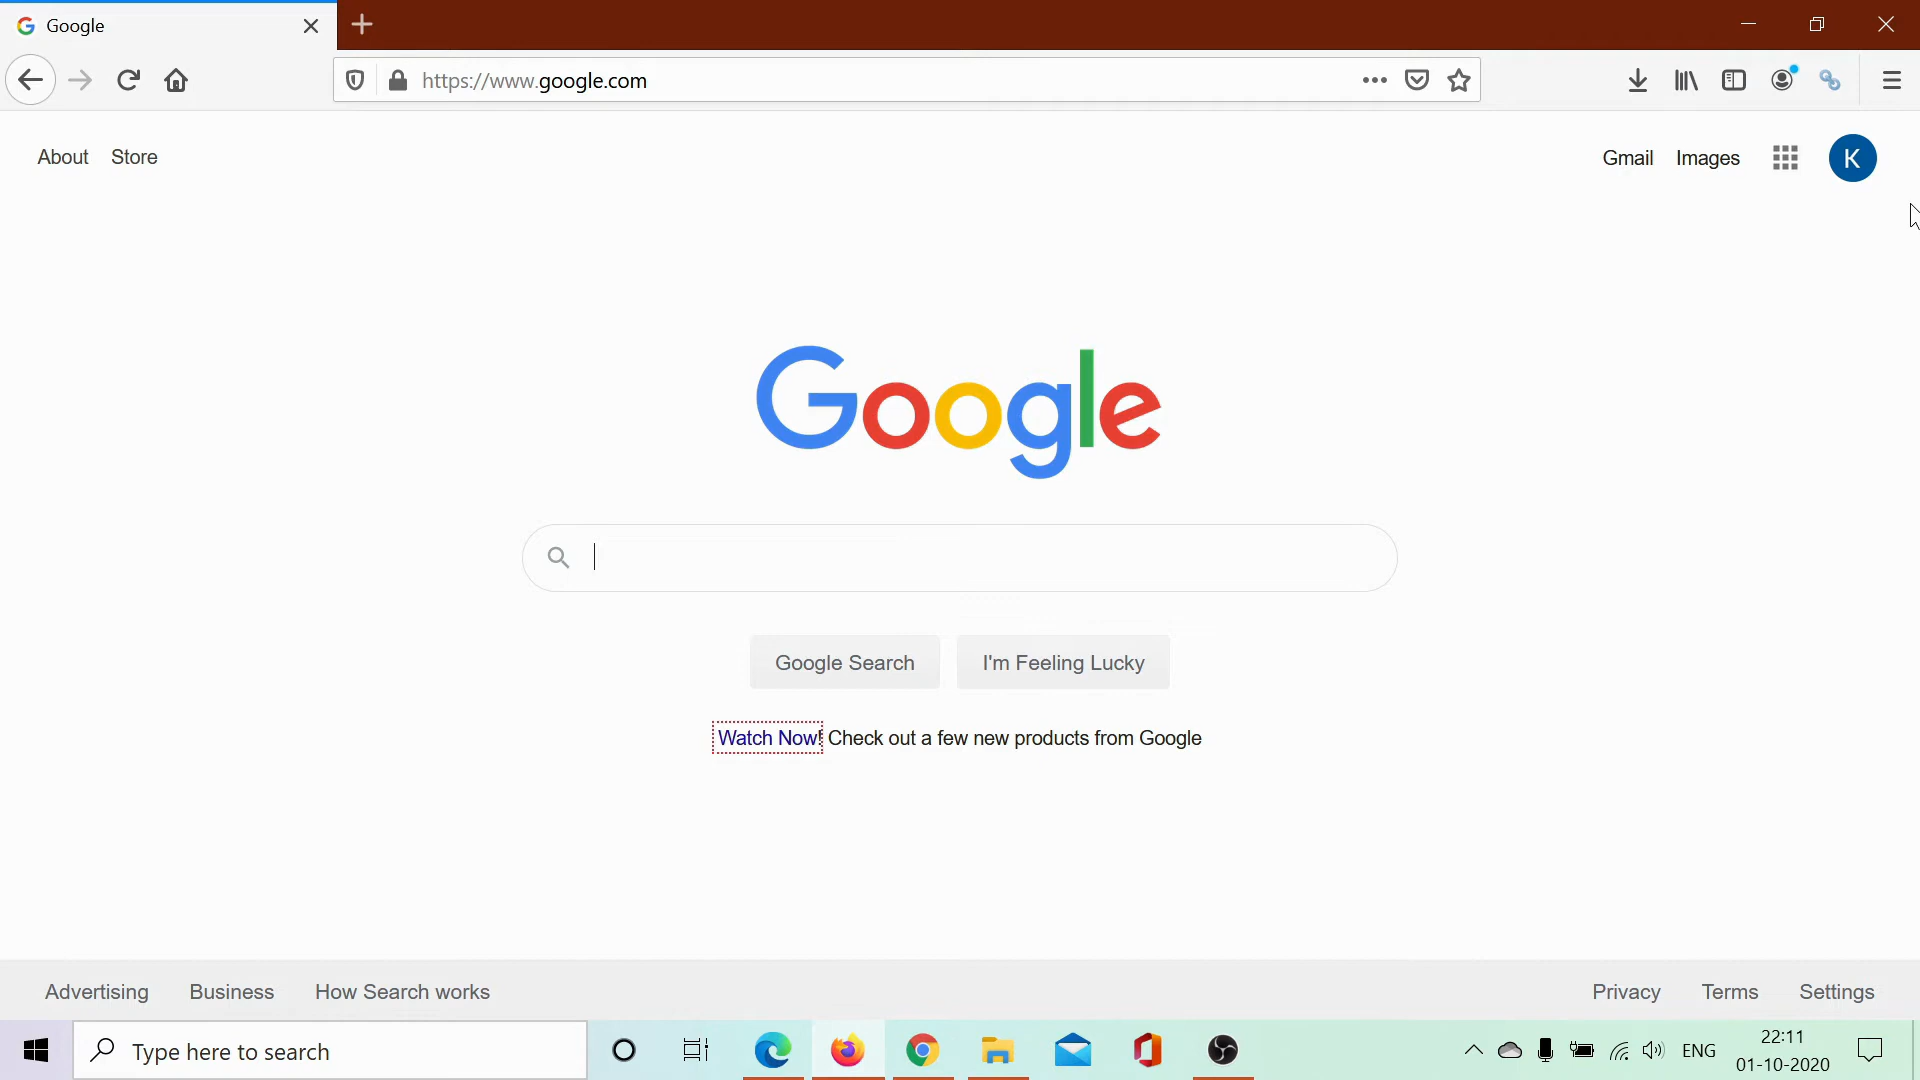 Google
https://www.google.com
About Store
Gmail Images
K
Google
Google Search
I'm Feeling Lucky
Watch Now! Check out a few new products from Google
Advertising Business How Search works
Privacy Terms Settings
Type here to search
ENG
22:11
01-10-2020